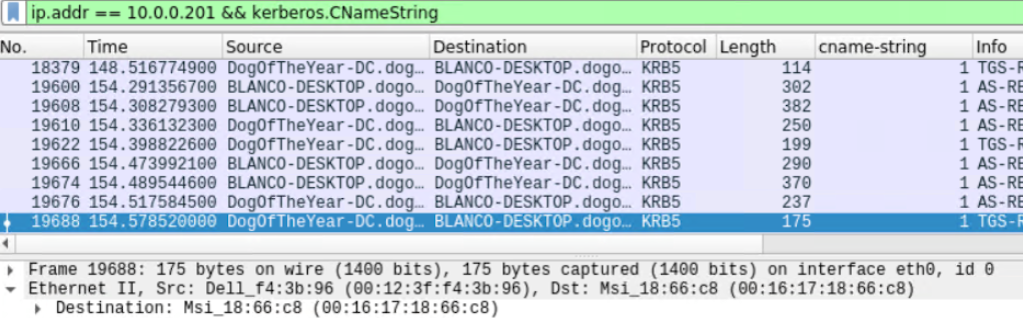 ip.addr == 10.0.0.201 && kerberos.CNameString
No. Time Source Destination Protocol Length cname-string Info
18379 148.516774900 DogOfTheYear-DC.dog… BLANCO-DESKTOP.dogo… KRB5 114 1 TGS-R
19600 154.291356700 BLANCO-DESKTOP.dogo… DogOfTheYear-DC.dog… KRB5 302 1 AS-RE
19608 154.308279300 BLANCO-DESKTOP.dogo… DogOfTheYear-DC.dog… KRB5 382 1 AS-RE
19610 154.336132300 DogOfTheYear-DC.dog… BLANCO-DESKTOP.dogo… KRB5 250 1 AS-RE
19622 154.398822600 DogOfTheYear-DC.dog… BLANCO-DESKTOP.dogo… KRB5 199 1 TGS-R
19666 154.473992100 BLANCO-DESKTOP.dogo… DogOfTheYear-DC.dog… KRB5 290 1 AS-RE
19674 154.489544600 BLANCO-DESKTOP.dogo… DogOfTheYear-DC.dog… KRB5 370 1 AS-RE
19676 154.517584500 DogOfTheYear-DC.dog… BLANCO-DESKTOP.dogo… KRB5 237 1 AS-RE
19688 154.578520000 DogOfTheYear-DC.dog… BLANCO-DESKTOP.dogo… KRB5 175 1 TGS-R
Frame 19688: 175 bytes on wire (1400 bits), 175 bytes captured (1400 bits) on interface eth0, id 0
Ethernet II, Src: Dell_f4:3b:96 (00:12:3f:f4:3b:96), Dst: Msi_18:66:c8 (00:16:17:18:66:c8)
Destination: Msi_18:66:c8 (00:16:17:18:66:c8)